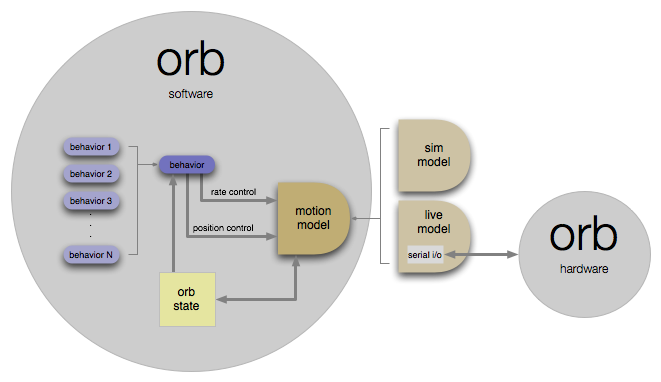 orb
software
behavior 1
behavior 2
behavior 3
.
.
.
behavior N
behavior
rate control
position control
motion
model
orb
state
sim
model
live
model
serial i/o
orb
hardware